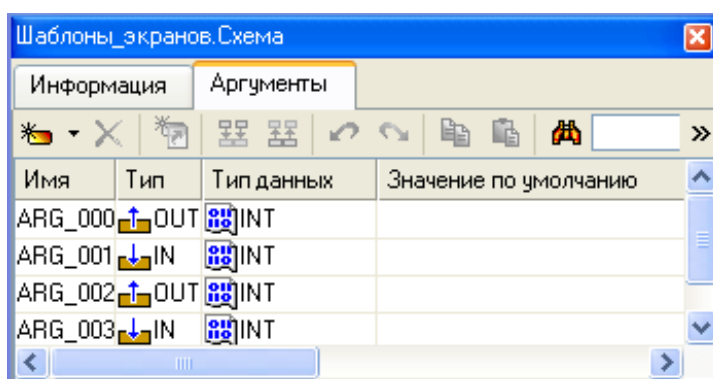 Шаблоны_экранов.Схема
Информация Аргументы
»
Имя Тип Тип данных Значение по умолчанию
ARG_000 OUT INT
ARG_001 IN INT
ARG_002 OUT INT
ARG_003 IN INT